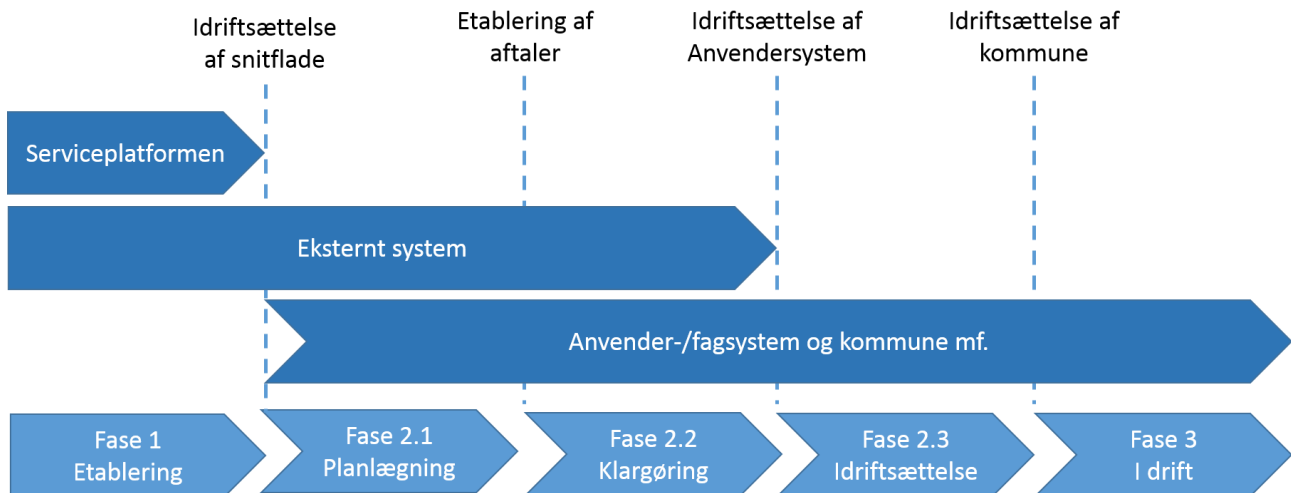 Idriftsættelse
af snitflade
Etablering af
aftaler
Idriftsættelse af
Anvendersystem
Idriftsættelse af
kommune
Serviceplatformen
Eksternt system
Anvender-/fagsystem og kommune mf.
Fase 1
Etablering
Fase 2.1
Planlægning
Fase 2.2
Klargøring
Fase 2.3
Idriftsættelse
Fase 3
I drift